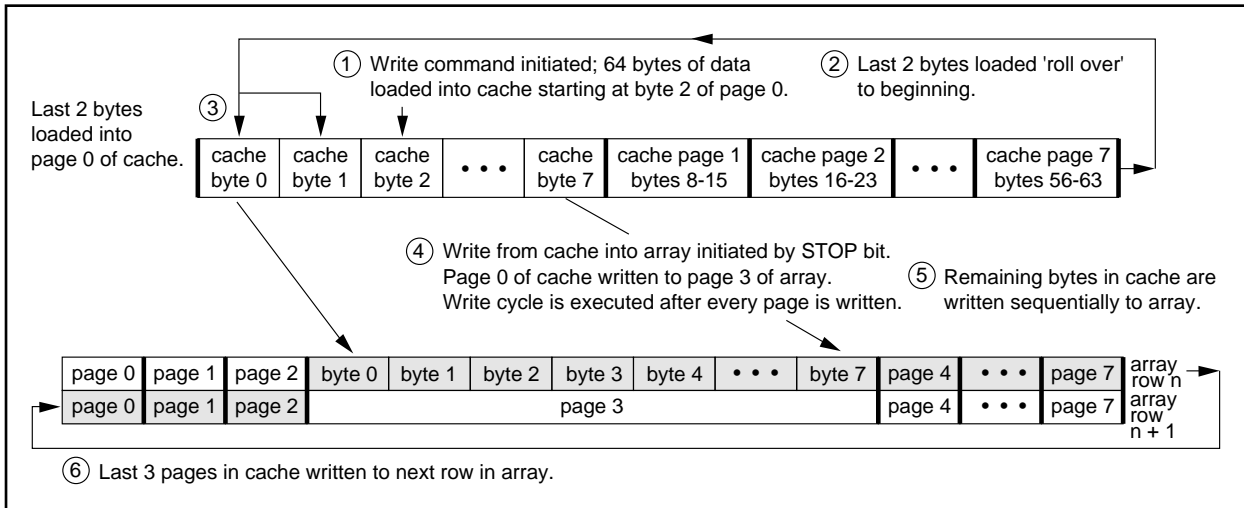 1 Write command initiated; 64 bytes of data
loaded into cache starting at byte 2 of page 0.
2 Last 2 bytes loaded 'roll over'
to beginning.
3
Last 2 bytes
loaded into
page 0 of cache.
cache byte 0 cache byte 1 cache byte 2 • • • cache byte 7 cache page 1 bytes 8-15 cache page 2 bytes 16-23 • • • cache page 7 bytes 56-63
4 Write from cache into array initiated by STOP bit.
Page 0 of cache written to page 3 of array.
Write cycle is executed after every page is written.
5 Remaining bytes in cache are
written sequentially to array.
page 0 page 1 page 2 byte 0 byte 1 byte 2 byte 3 byte 4 • • • byte 7 page 4 • • • page 7 array row n
page 0 page 1 page 2 page 3 page 4 • • • page 7 array row n + 1
6 Last 3 pages in cache written to next row in array.